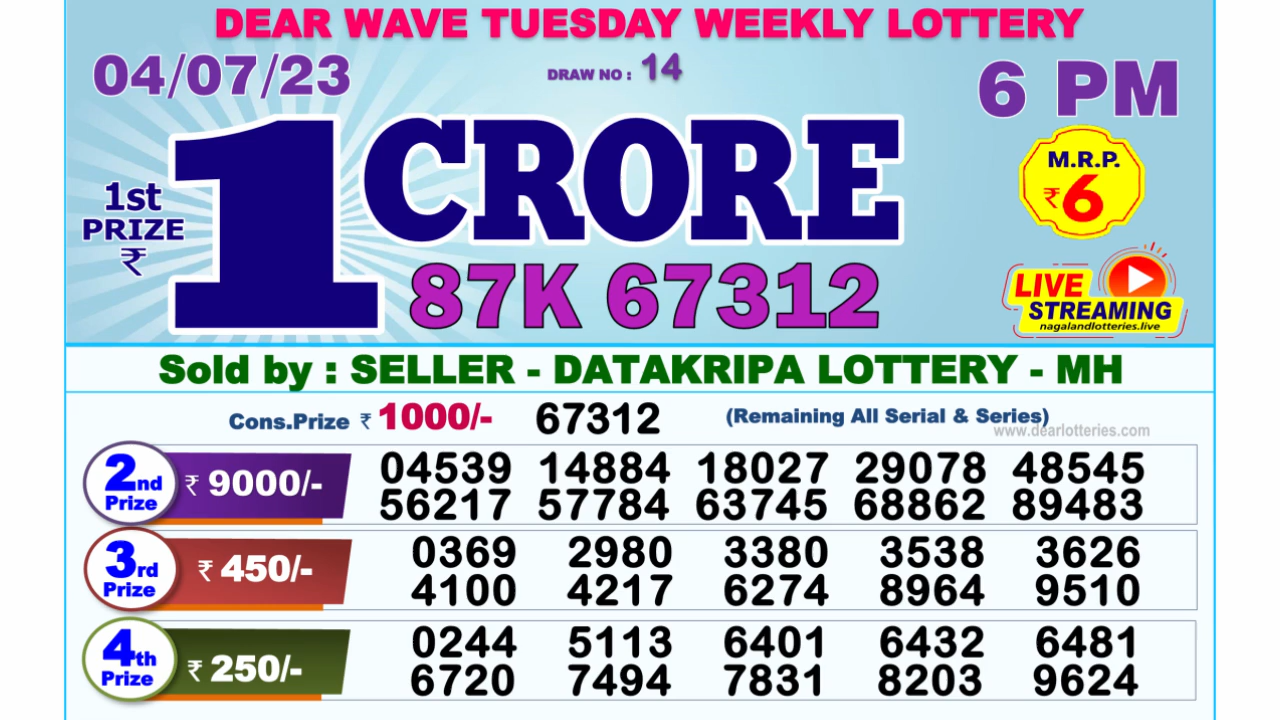 DEAR WAVE TUESDAY WEEKLY LOTTERY
04/07/23 DRAW NO : 14 6 PM
1st PRIZE ₹ 1 CRORE
M.R.P. ₹6
87K 67312
LIVE STREAMING
nagalandlotteries.live
Sold by : SELLER - DATAKRIPA LOTTERY - MH
Cons.Prize ₹ 1000/- 67312 (Remaining All Serial & Series)
www.dearlotteries.com
2nd Prize ₹ 9000/-
04539 14884 18027 29078 48545
56217 57784 63745 68862 89483
3rd Prize ₹ 450/-
0369 2980 3380 3538 3626
4100 4217 6274 8964 9510
4th Prize ₹ 250/-
0244 5113 6401 6432 6481
6720 7494 7831 8203 9624